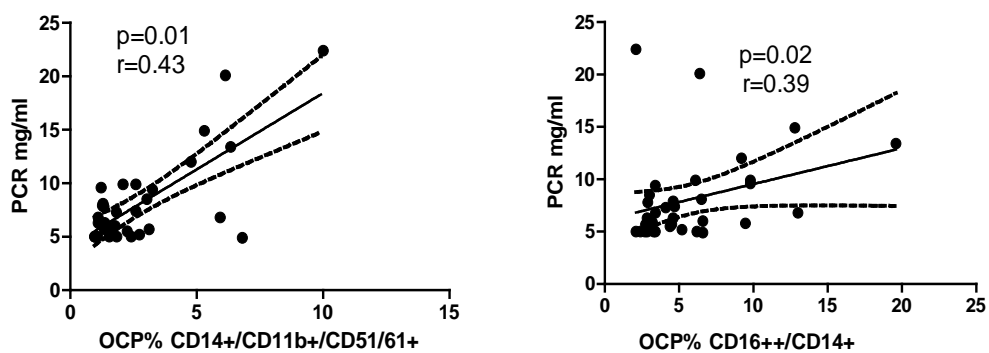 25
20
15
10
5
0
PCR mg/ml
p=0.01
r=0.43
0 5 10 15
OCP% CD14+/CD11b+/CD51/61+
25
20
15
10
5
0
PCR mg/ml
p=0.02
r=0.39
0 5 10 15 20 25
OCP% CD16++/CD14+